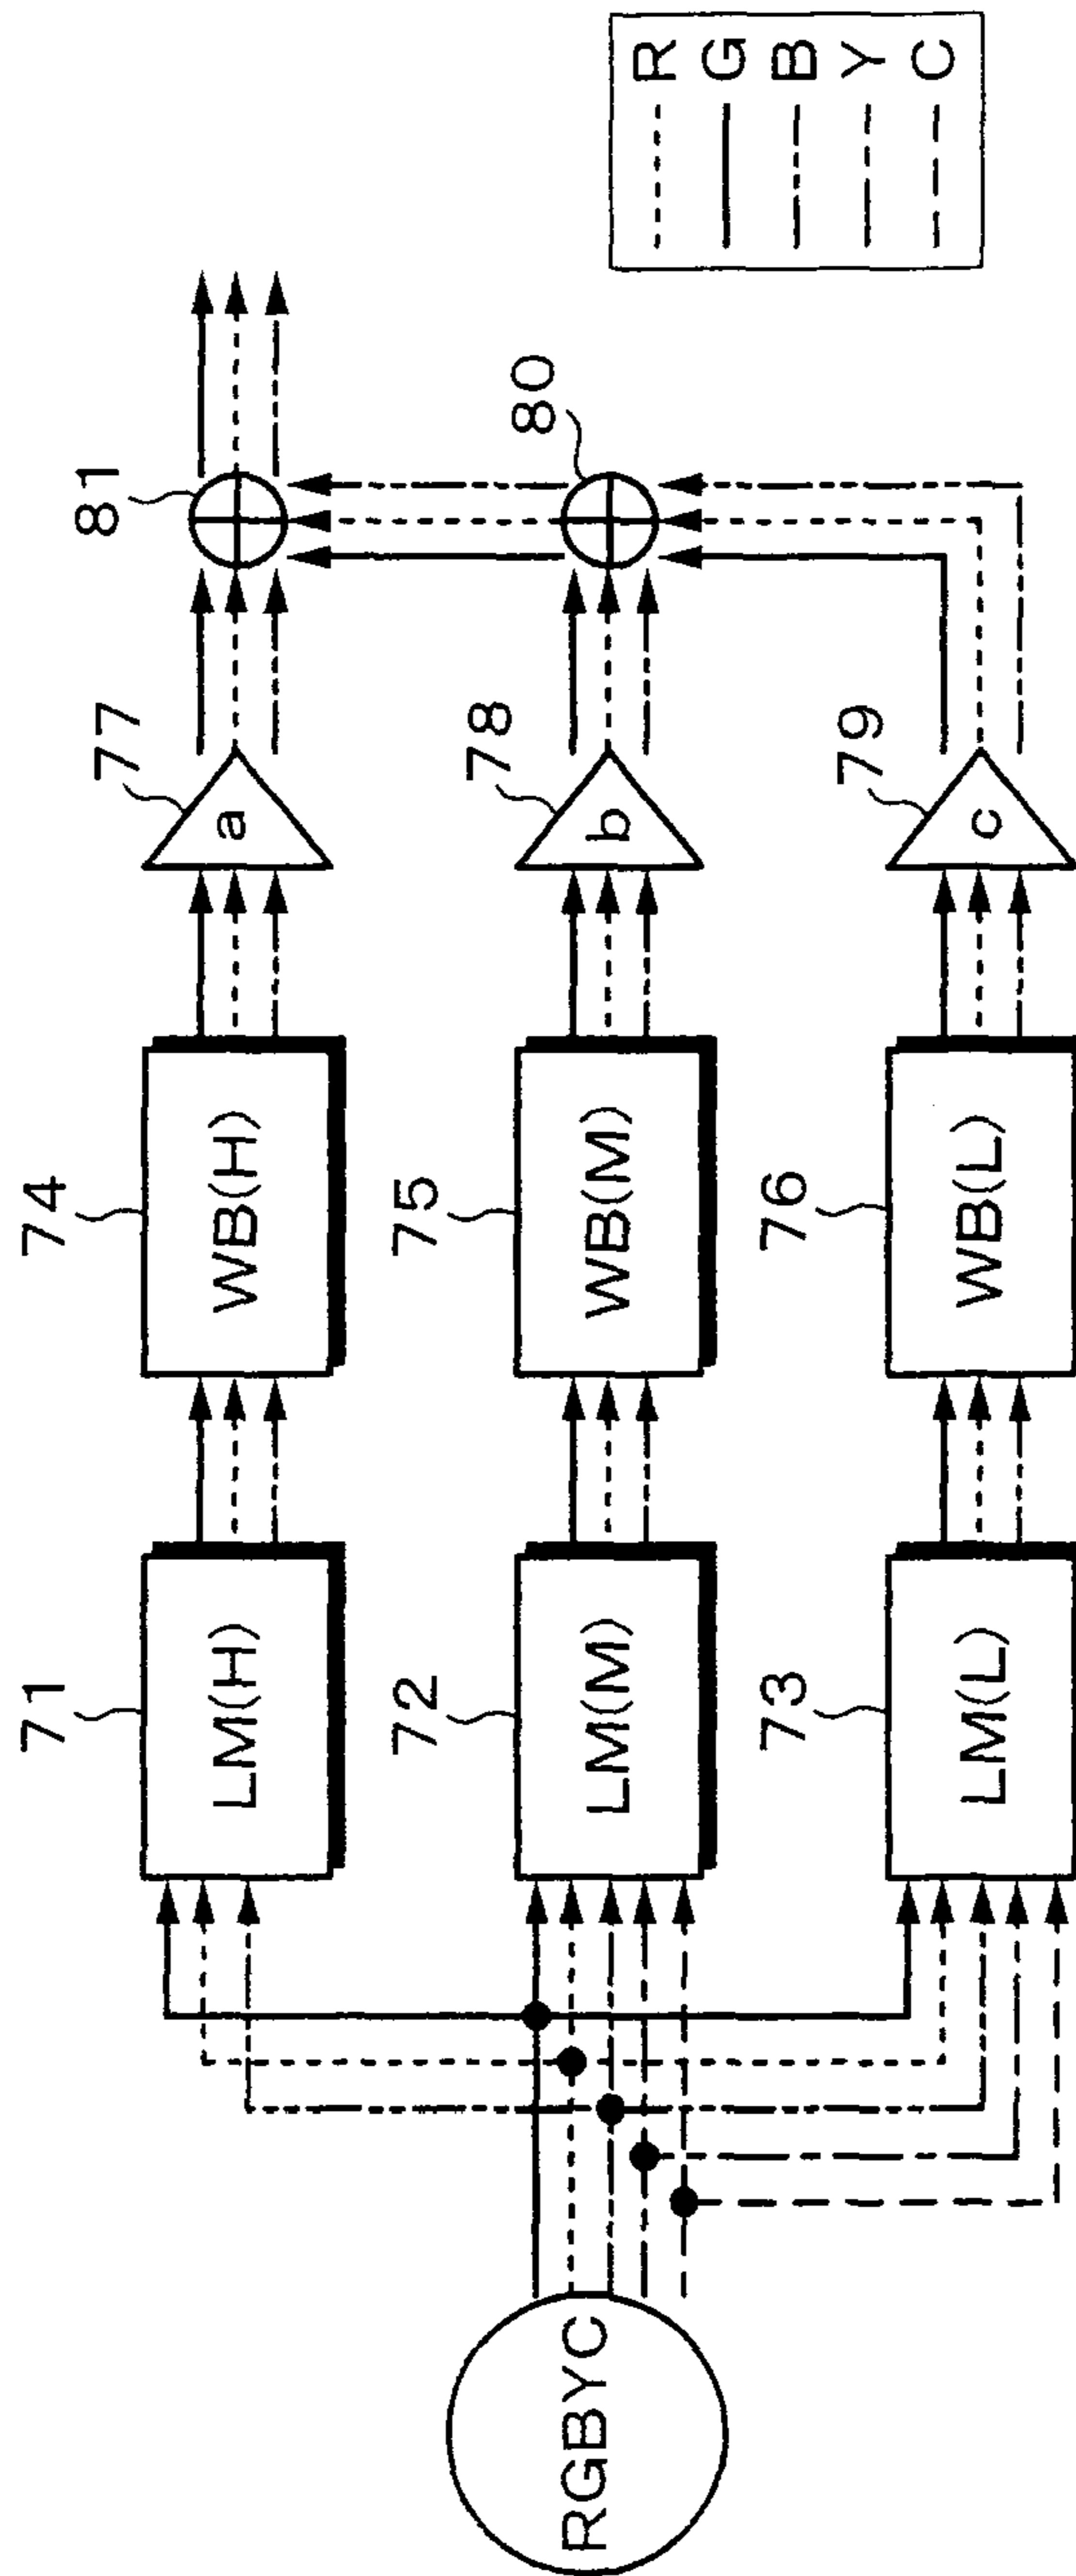 RGBYC
71
LM(H)
74
WB(H)
77
a
81
72
LM(M)
75
WB(M)
78
b
80
73
LM(L)
76
WB(L)
79
c
R
G
B
Y
C